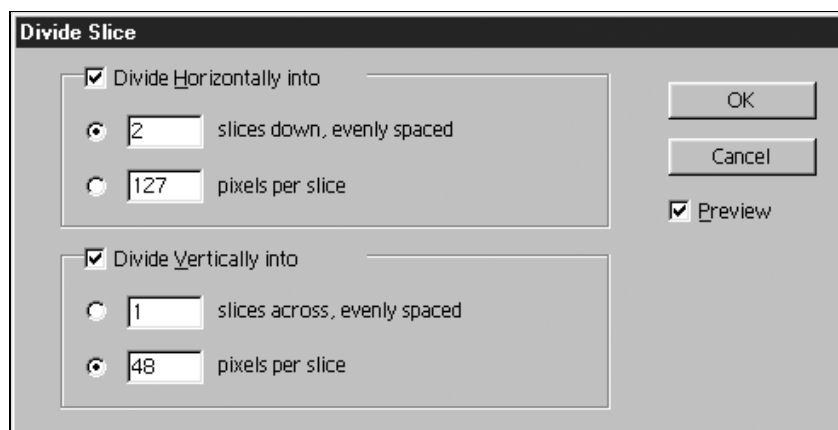 Divide Slice
Divide Horizontally into
2 slices down, evenly spaced
127 pixels per slice
Divide Vertically into
1 slices across, evenly spaced
48 pixels per slice
OK
Cancel
Preview